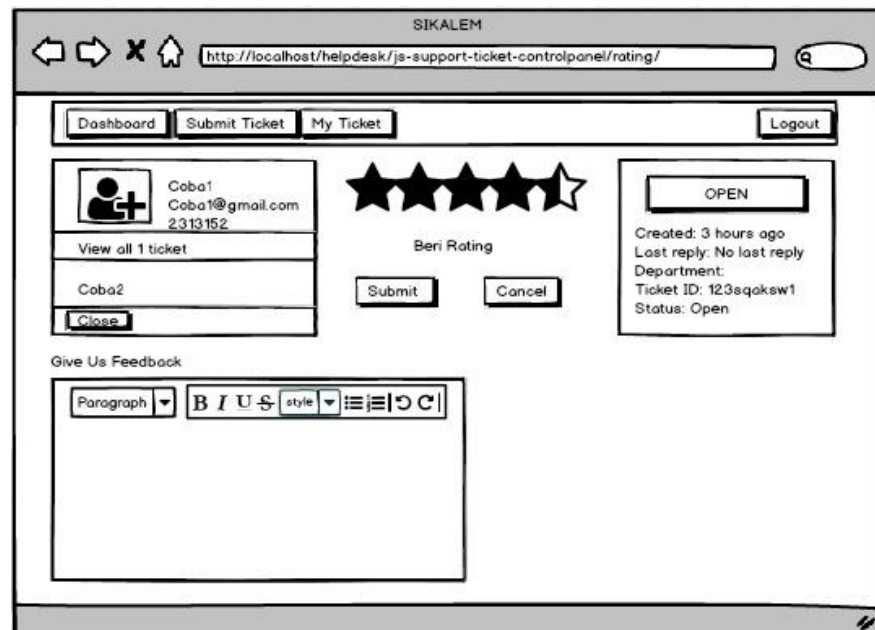 SIKALEM
http://localhost/helpdesk/js-support-ticket-controlpanel/rating/
Dashboard Submit Ticket My Ticket Logout
Coba1
Coba1@gmail.com
2313152
View all 1 ticket
Coba2
Close
Beri Rating
Submit Cancel
OPEN
Created: 3 hours ago
Last reply: No last reply
Department:
Ticket ID: 123sqaksw1
Status: Open
Give Us Feedback
Paragraph B I U S style